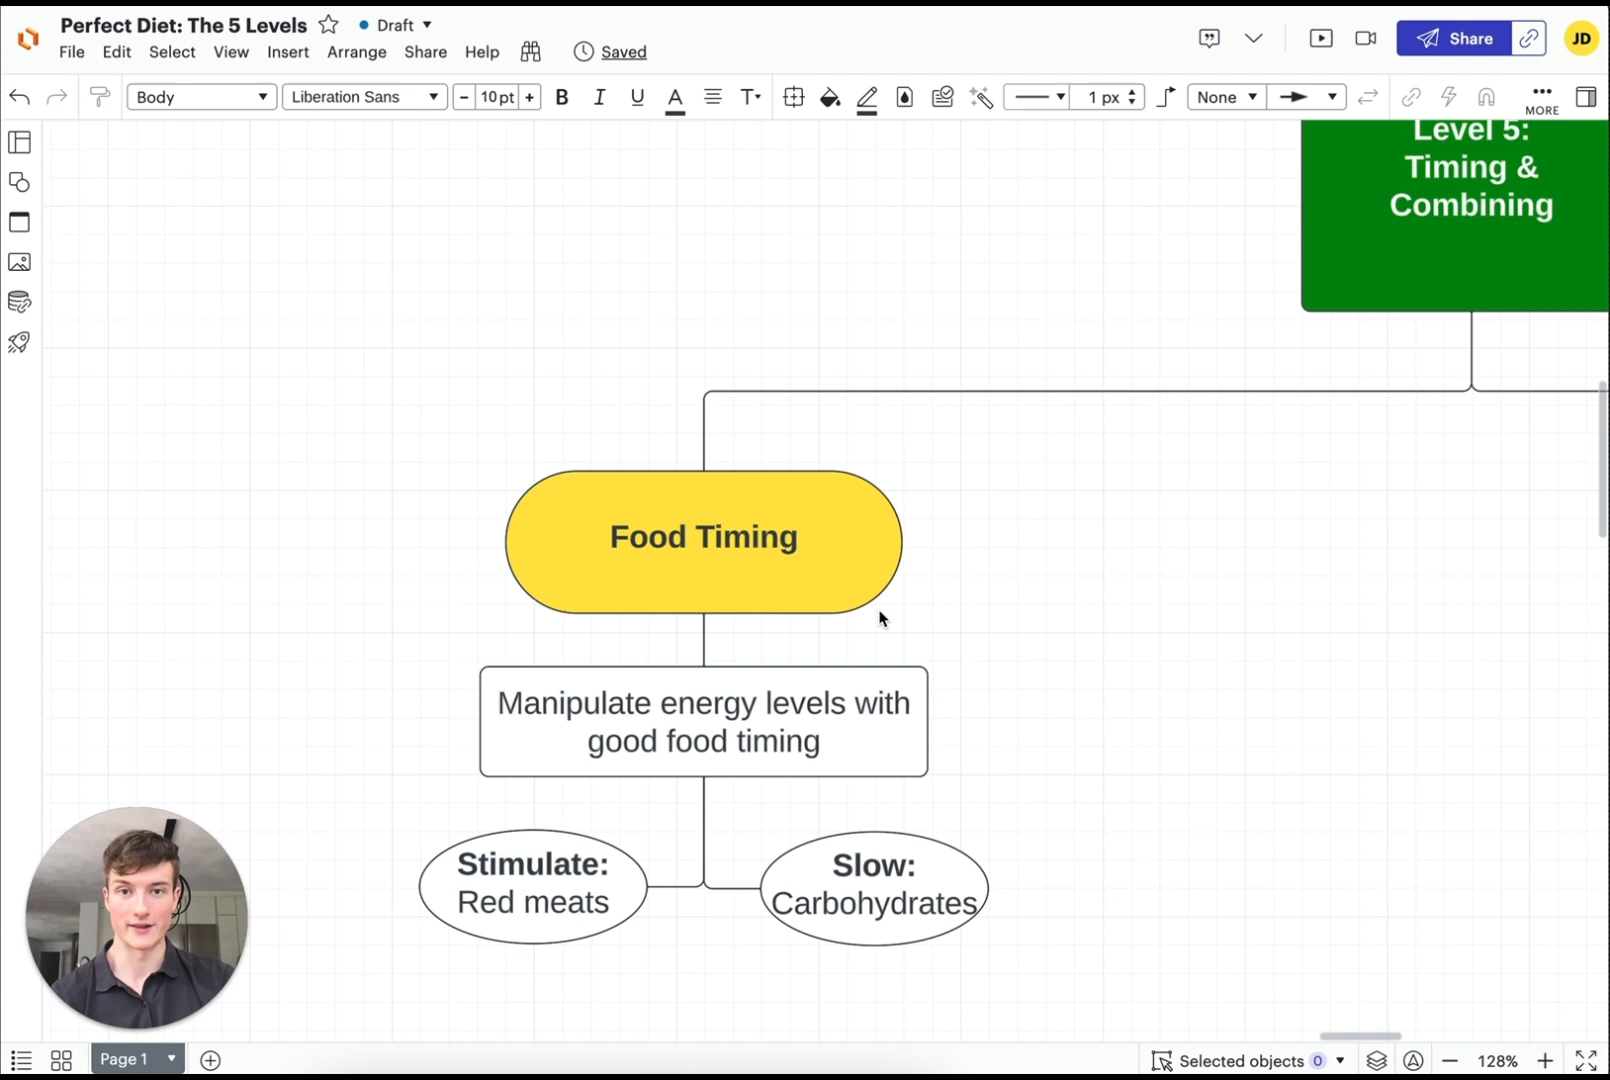 Perfect Diet: The 5 Levels
Draft
File Edit Select View Insert Arrange Share Help Saved
Share
JD
Body Liberation Sans - 10 pt + B I U A T 1 px None MORE
Level 5:
Timing &
Combining
Food Timing
Manipulate energy levels with
good food timing
Stimulate:
Red meats
Slow:
Carbohydrates
Page 1
Selected objects 0
128%